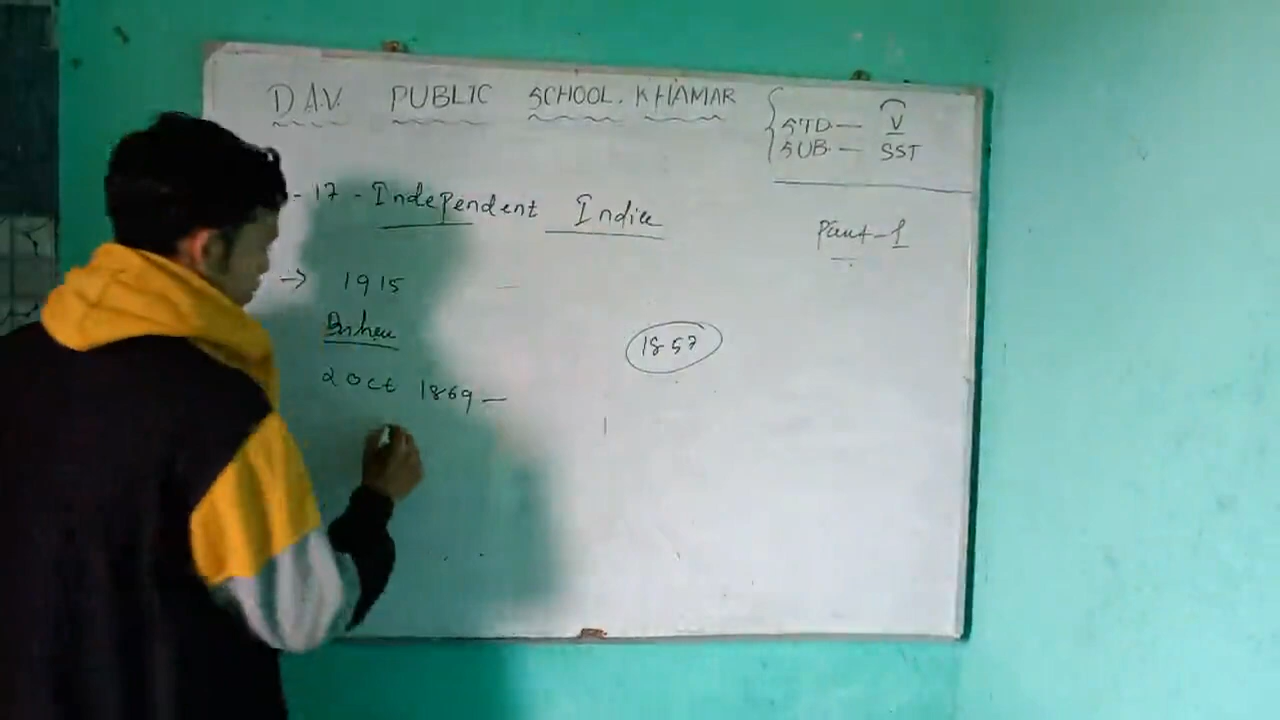 D.A.V. PUBLIC SCHOOL. KHAMAR
STD — V
SUB — SST
- 17 - Independent India
Part-1
→ 1915
1857
2 Oct 1869 —